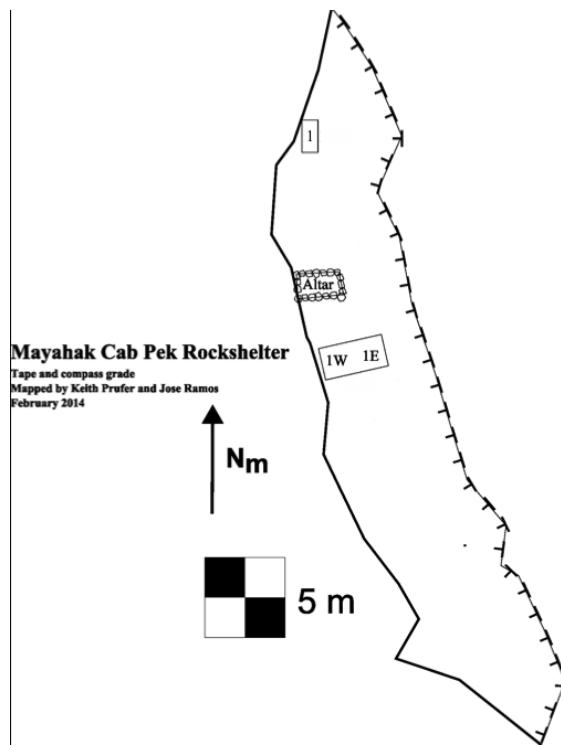 1
Altar
1W 1E
Mayahak Cab Pek Rockshelter
Tape and compass grade
Mapped by Keith Prufer and Jose Ramos
February 2014
Nm
5 m